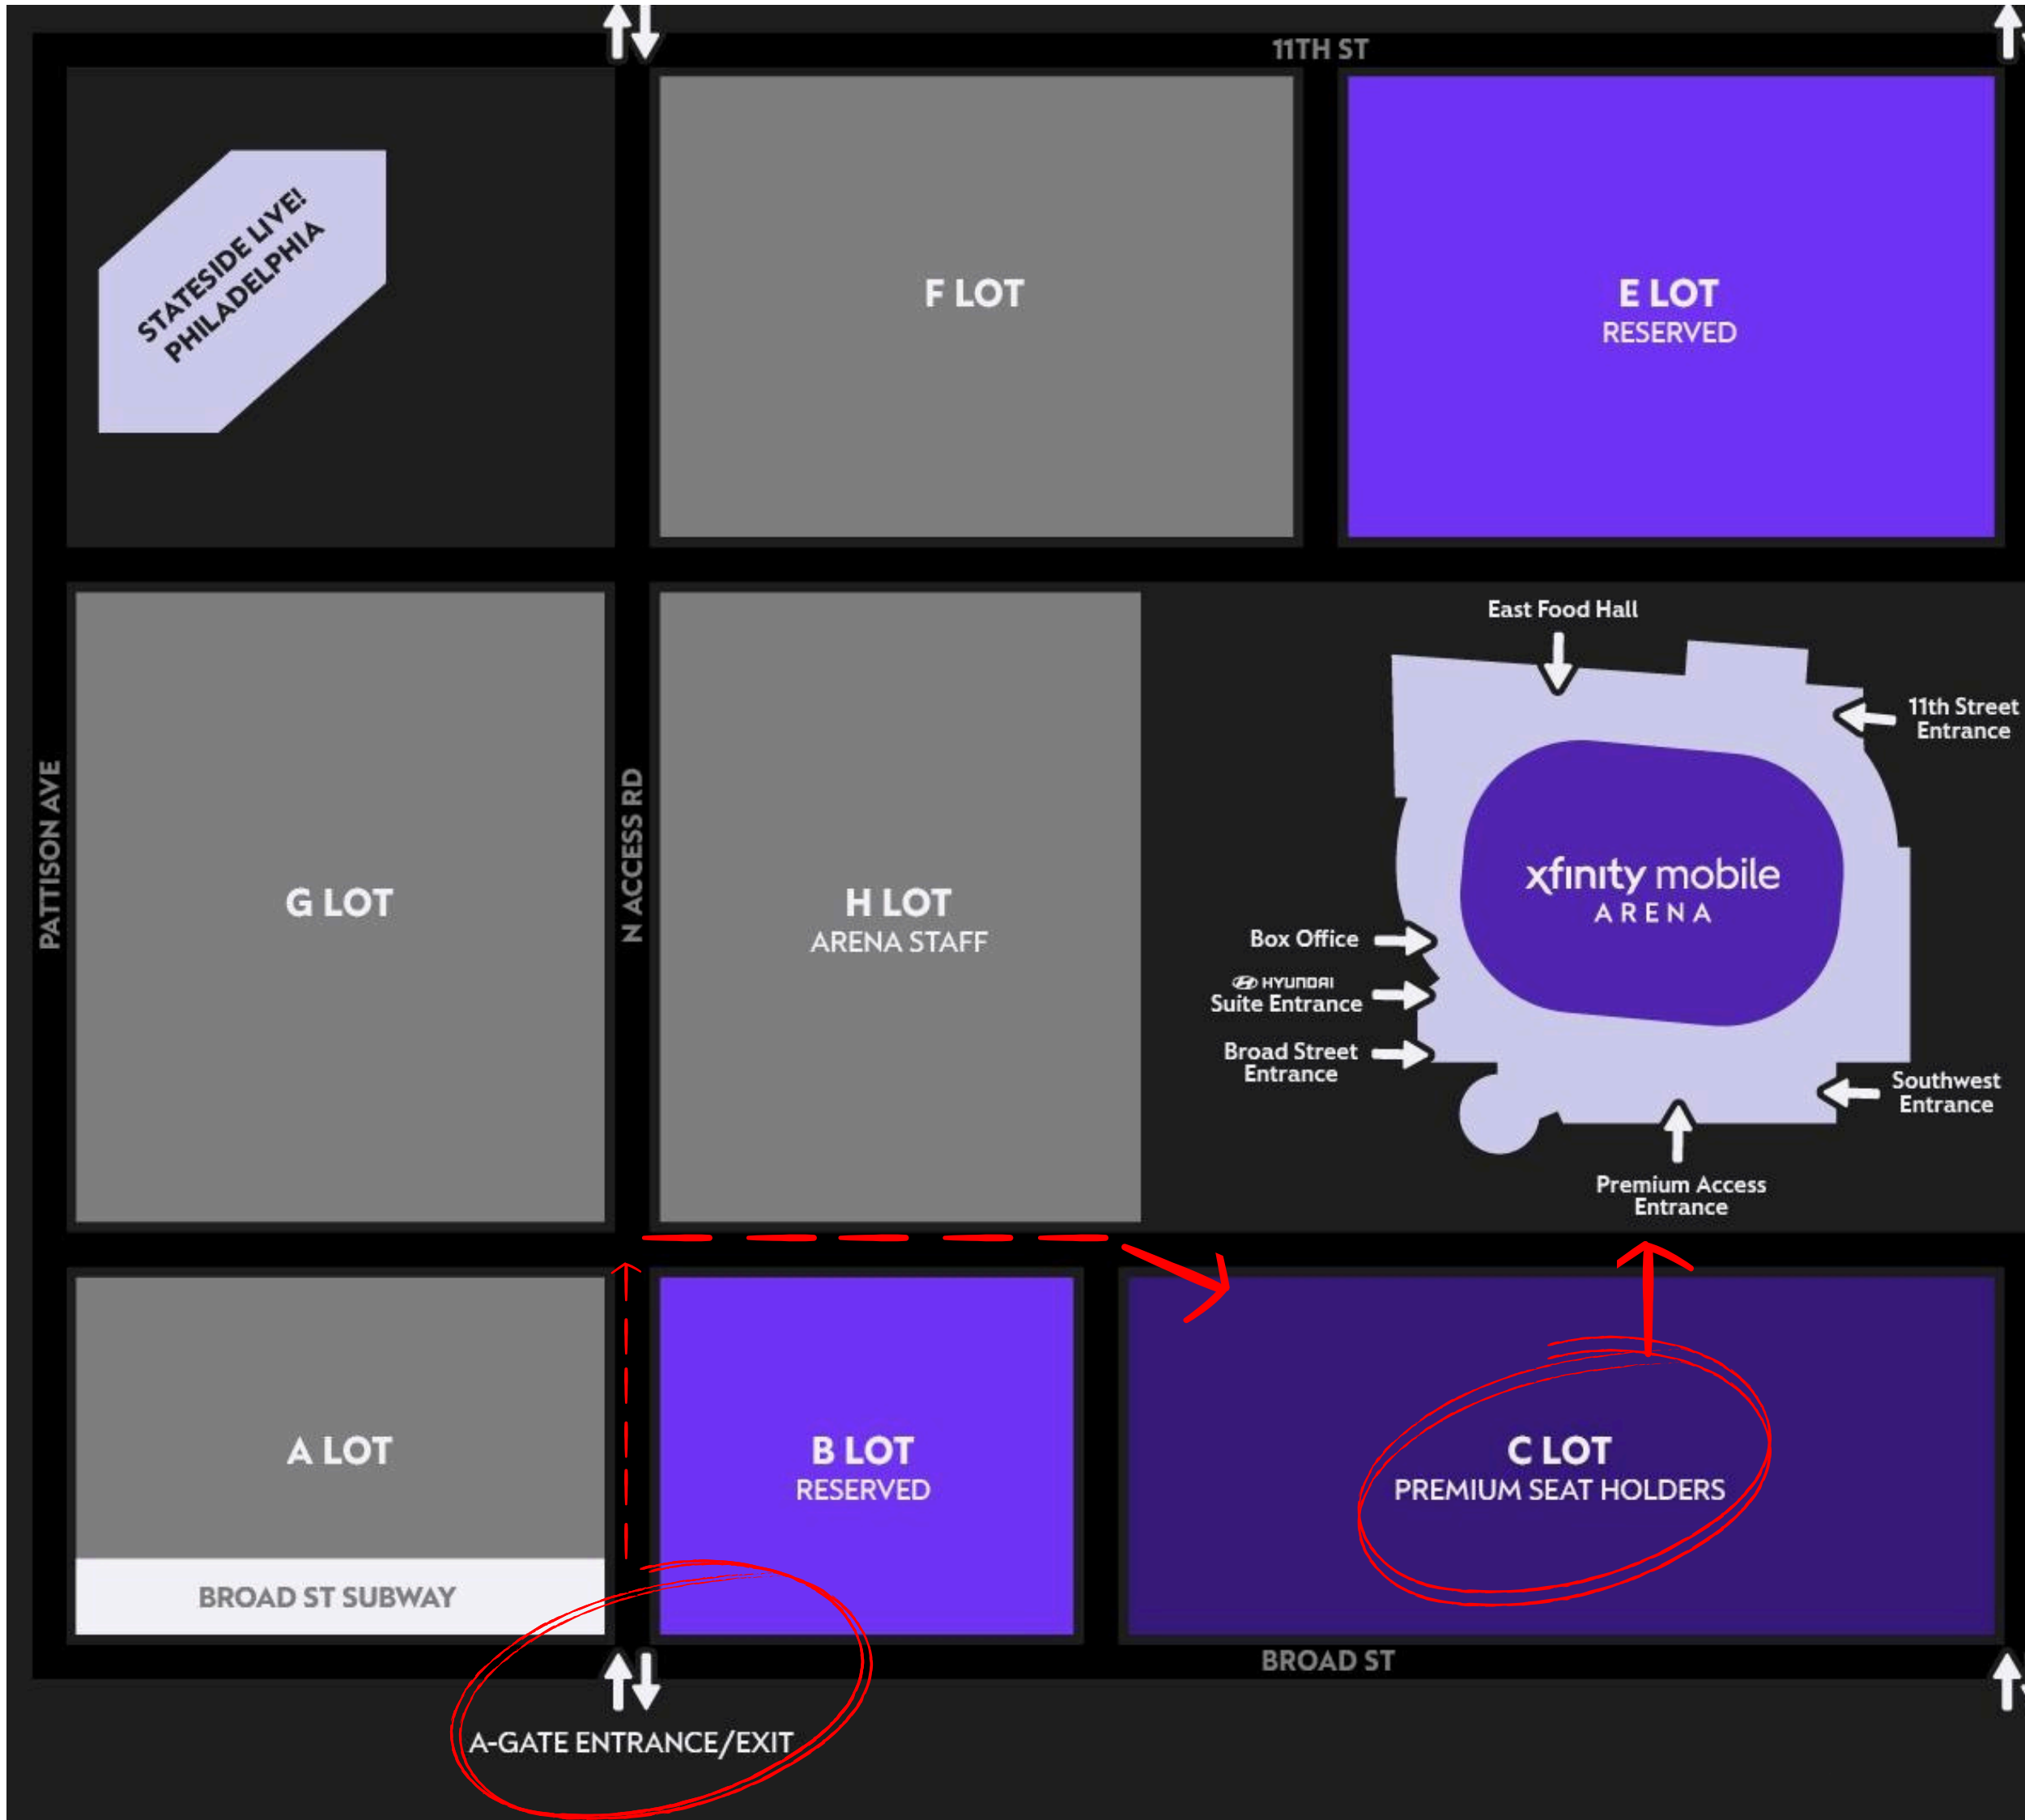 11TH ST
STATESIDE LIVE!
PHILADELPHIA
F LOT
E LOT
RESERVED
East Food Hall
11th Street
Entrance
PATTISON AVE
N ACCESS RD
G LOT
H LOT
ARENA STAFF
xfinity mobile
ARENA
Box Office
HYUNDAI
Suite Entrance
Broad Street
Entrance
Southwest
Entrance
Premium Access
Entrance
A LOT
BROAD ST SUBWAY
B LOT
RESERVED
C LOT
PREMIUM SEAT HOLDERS
BROAD ST
A-GATE ENTRANCE/EXIT